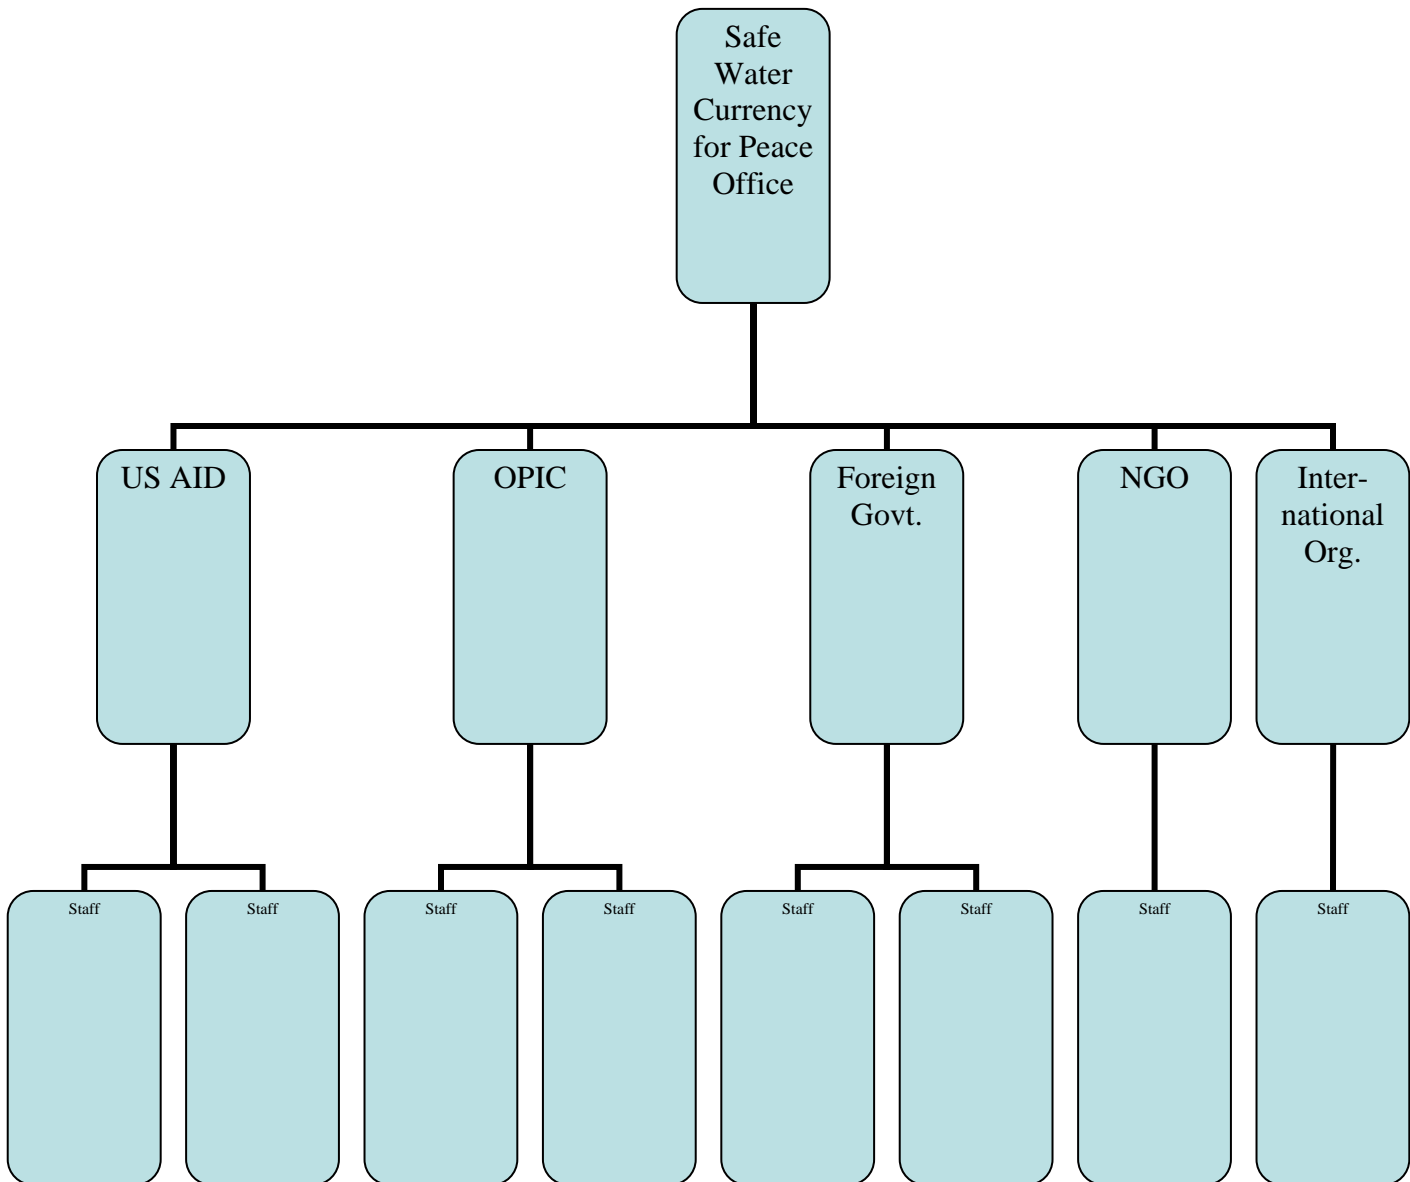 Safe
Water
Currency
for Peace
Office
US AID
OPIC
Foreign
Govt.
NGO
Inter-
national
Org.
Staff
Staff
Staff
Staff
Staff
Staff
Staff
Staff